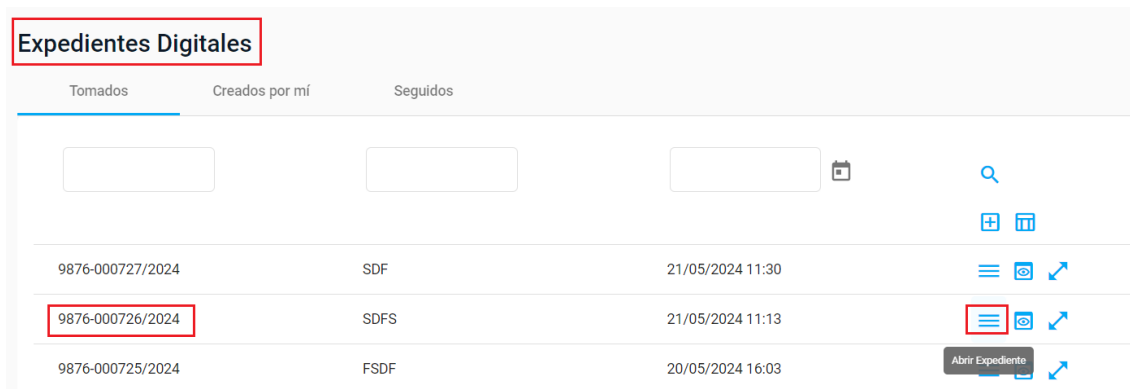 Expedientes Digitales
Tomados Creados por mí Seguidos
9876-000727/2024 SDF 21/05/2024 11:30
9876-000726/2024 SDFS 21/05/2024 11:13
Abrir Expediente
9876-000725/2024 FSDF 20/05/2024 16:03